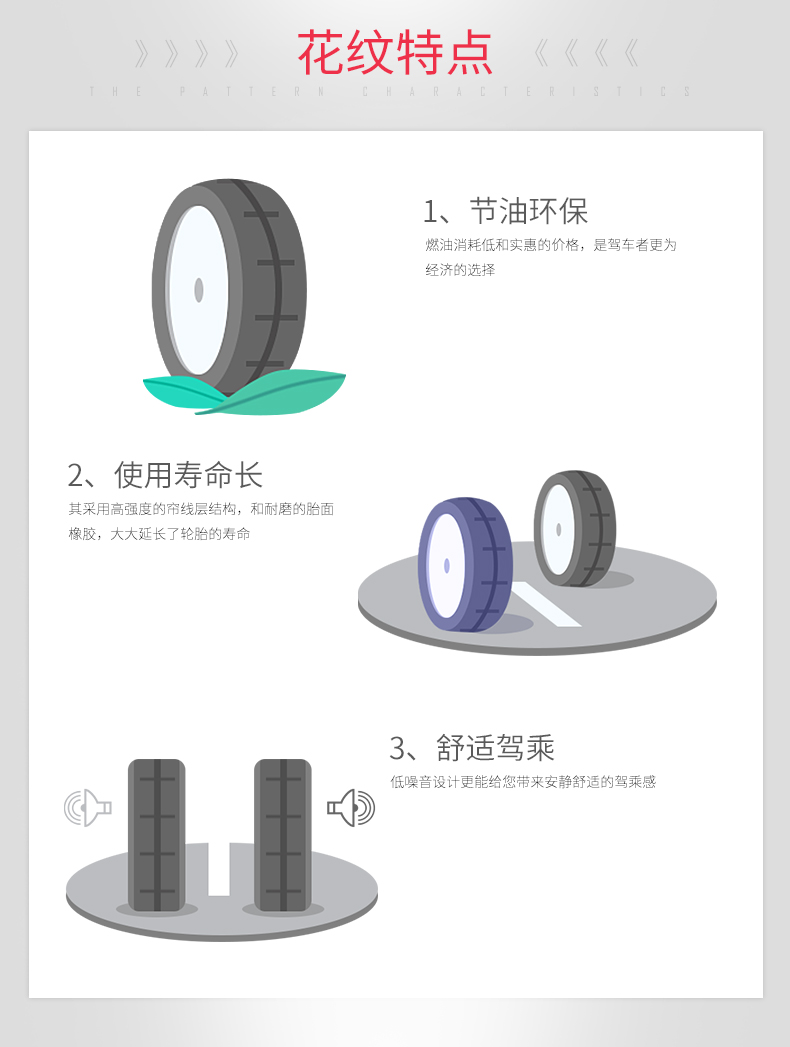 》》》》 花纹特点 《《《《
THE PATTERN CHARACTERISTICS
1、节油环保
燃油消耗低和实惠的价格，是驾车者更为
经济的选择
2、使用寿命长
其采用高强度的帘线层结构，和耐磨的胎面
橡胶，大大延长了轮胎的寿命
3、舒适驾乘
低噪音设计更能给您带来安静舒适的驾乘感